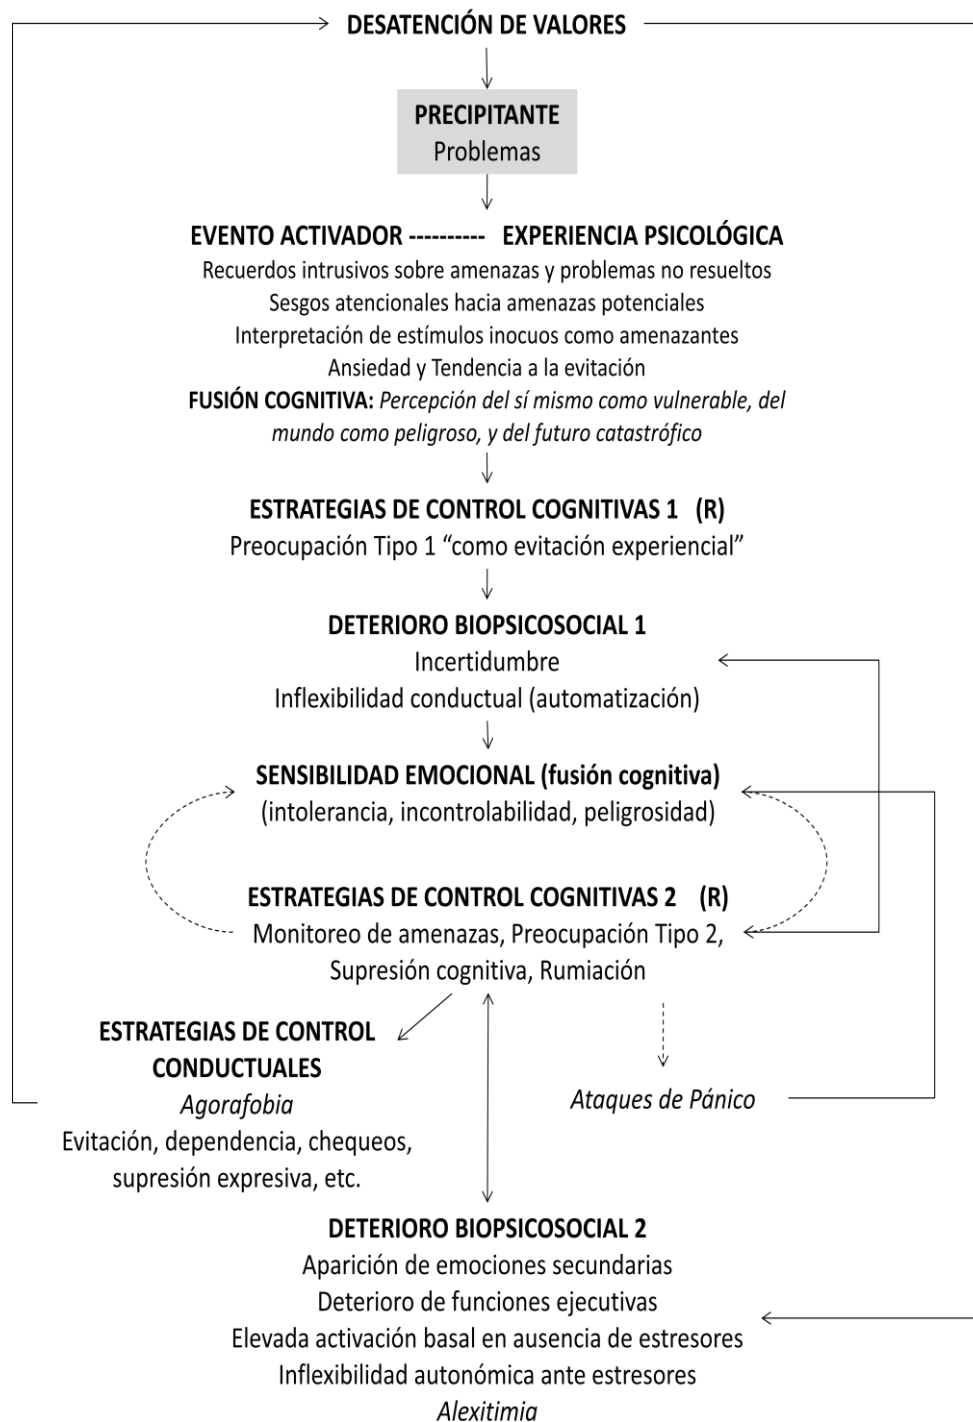 DESATENCIÓN DE VALORES
PRECIPITANTE
Problemas
EVENTO ACTIVADOR ---------- EXPERIENCIA PSICOLÓGICA
Recuerdos intrusivos sobre amenazas y problemas no resueltos
Sesgos atencionales hacia amenazas potenciales
Interpretación de estímulos inocuos como amenazantes
Ansiedad y Tendencia a la evitación
FUSIÓN COGNITIVA: Percepción del sí mismo como vulnerable, del
mundo como peligroso, y del futuro catastrófico
ESTRATEGIAS DE CONTROL COGNITIVAS 1 (R)
Preocupación Tipo 1 “como evitación experiencial”
DETERIORO BIOPSICOSOCIAL 1
Incertidumbre
Inflexibilidad conductual (automatización)
SENSIBILIDAD EMOCIONAL (fusión cognitiva)
(intolerancia, incontrolabilidad, peligrosidad)
ESTRATEGIAS DE CONTROL COGNITIVAS 2 (R)
Monitoreo de amenazas, Preocupación Tipo 2,
Supresión cognitiva, Rumiación
ESTRATEGIAS DE CONTROL
CONDUCTUALES
Agorafobia
Evitación, dependencia, chequeos,
supresión expresiva, etc.
Ataques de Pánico
DETERIORO BIOPSICOSOCIAL 2
Aparición de emociones secundarias
Deterioro de funciones ejecutivas
Elevada activación basal en ausencia de estresores
Inflexibilidad autonómica ante estresores
Alexitimia